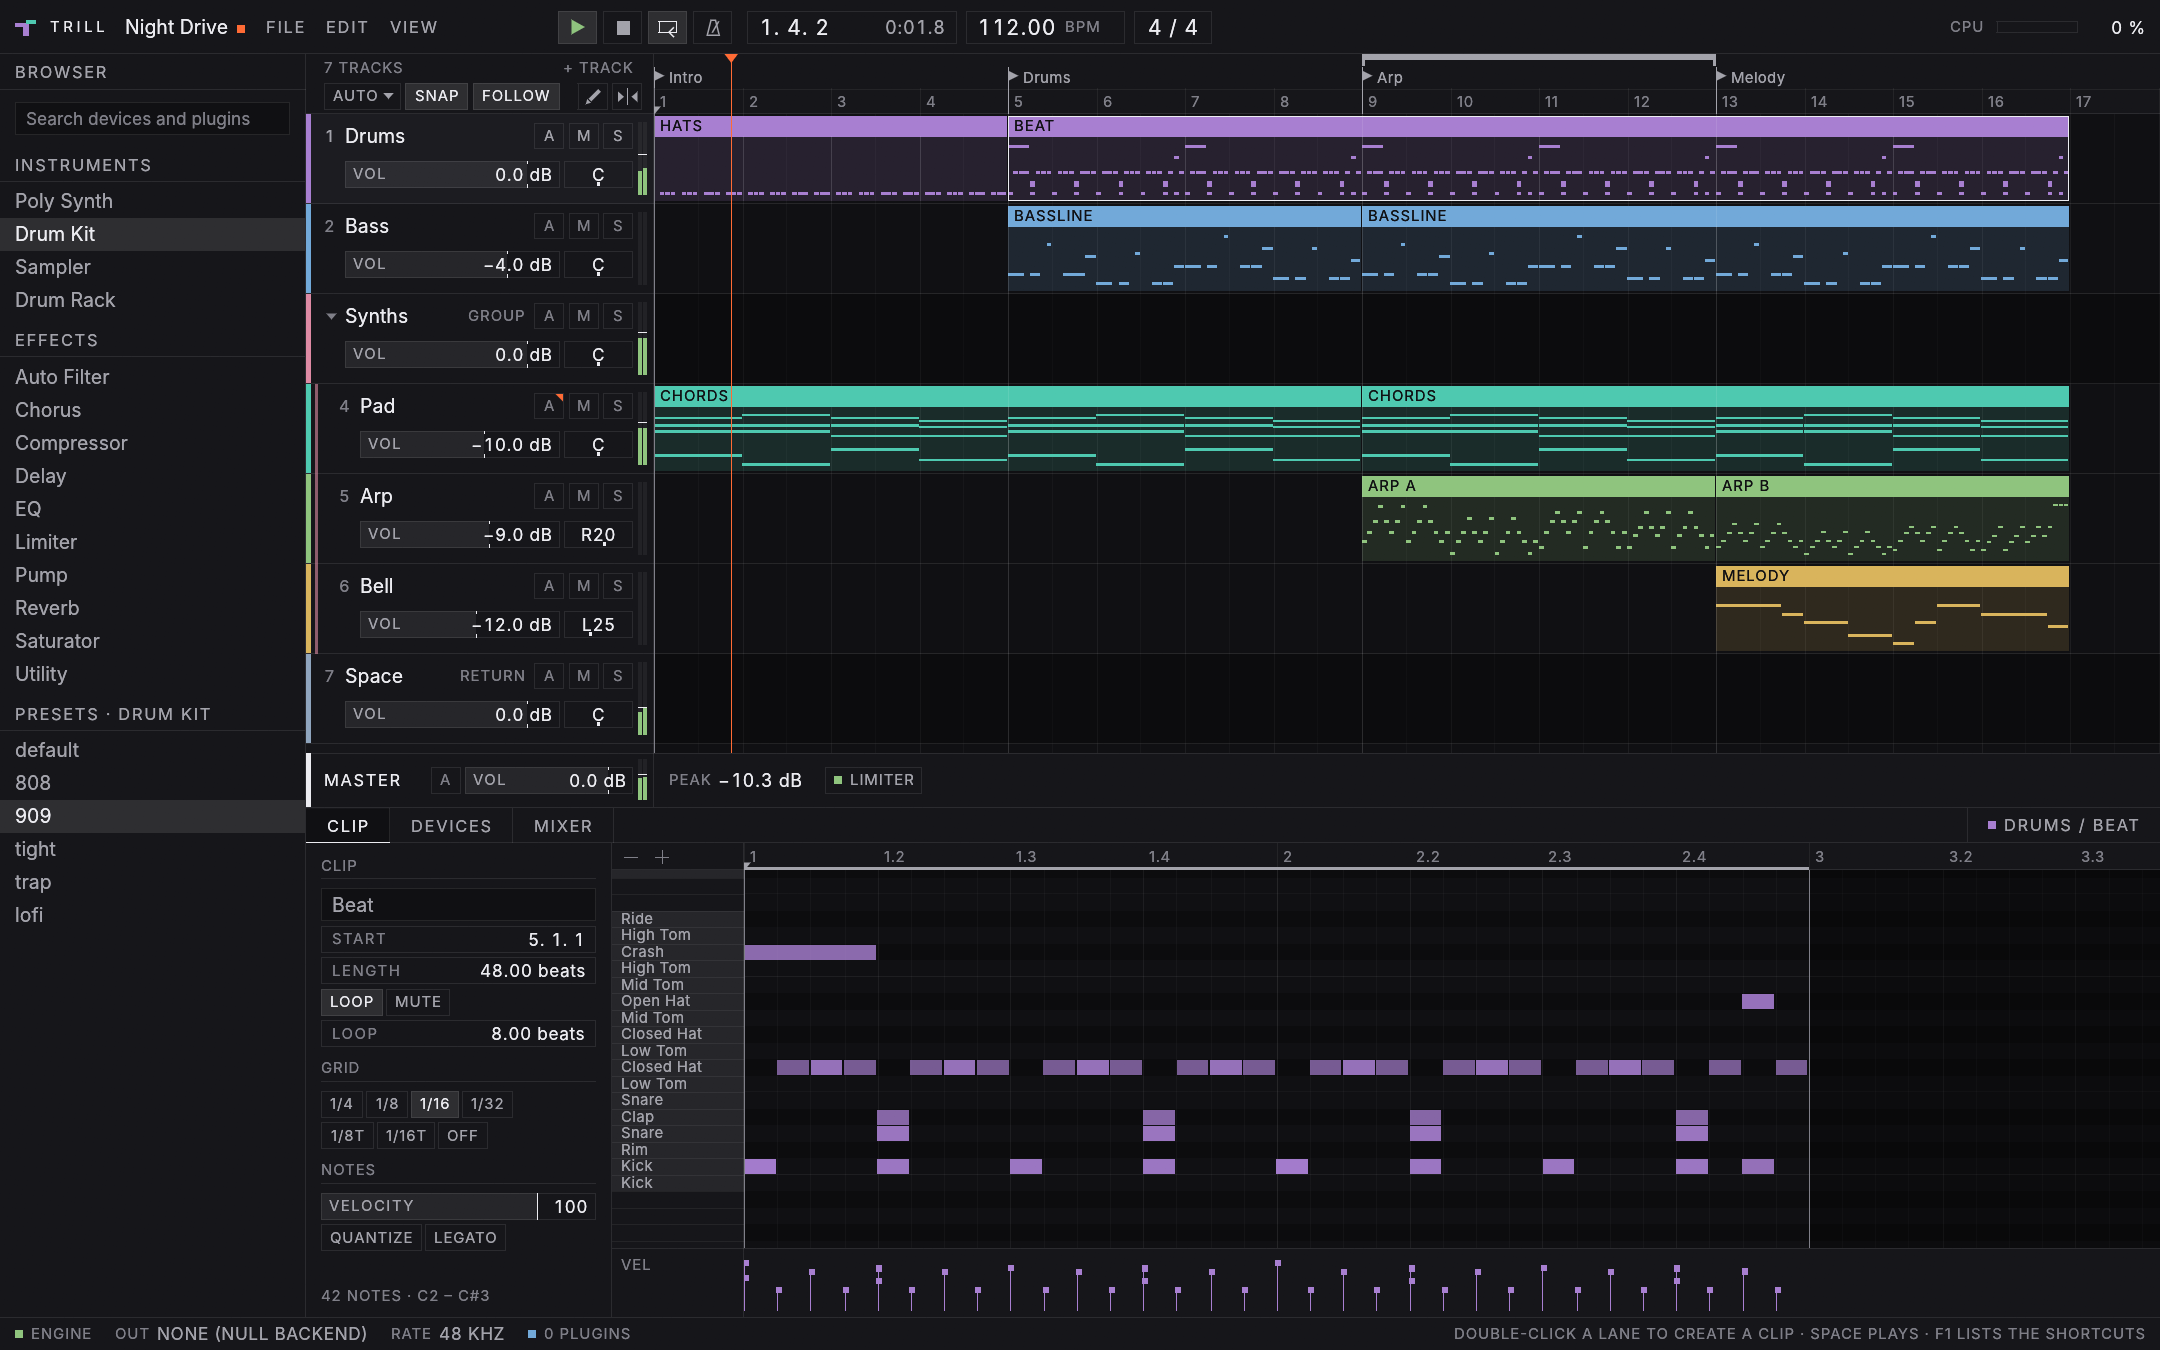 TRILL Night Drive FILE EDIT VIEW 1. 4. 2 0:01.8 112.00 BPM 4 / 4 CPU 0 %
BROWSER
Search devices and plugins
INSTRUMENTS
Poly Synth
Drum Kit
Sampler
Drum Rack
EFFECTS
Auto Filter
Chorus
Compressor
Delay
EQ
Limiter
Pump
Reverb
Saturator
Utility
PRESETS · DRUM KIT
default
808
909
tight
trap
lofi
7 TRACKS + TRACK
AUTO SNAP FOLLOW
Intro Drums Arp Melody
1 2 3 4 5 6 7 8 9 10 11 12 13 14 15 16 17
1 Drums A M S
VOL 0.0 dB C
HATS BEAT
2 Bass A M S
VOL −4.0 dB C
BASSLINE BASSLINE
Synths GROUP A M S
VOL 0.0 dB C
4 Pad A M S
VOL −10.0 dB C
CHORDS CHORDS
5 Arp A M S
VOL −9.0 dB R20
ARP A ARP B
6 Bell A M S
VOL −12.0 dB L25
MELODY
7 Space RETURN A M S
VOL 0.0 dB C
MASTER A VOL 0.0 dB PEAK −10.3 dB LIMITER
CLIP DEVICES MIXER DRUMS / BEAT
CLIP
Beat
START 5. 1. 1
LENGTH 48.00 beats
LOOP MUTE
LOOP 8.00 beats
GRID
1/4 1/8 1/16 1/32
1/8T 1/16T OFF
NOTES
VELOCITY 100
QUANTIZE LEGATO
42 NOTES · C2 – C#3
1 1.2 1.3 1.4 2 2.2 2.3 2.4 3 3.2 3.3
Ride
High Tom
Crash
High Tom
Mid Tom
Open Hat
Mid Tom
Closed Hat
Low Tom
Closed Hat
Low Tom
Snare
Clap
Snare
Rim
Kick
Kick
VEL
ENGINE OUT NONE (NULL BACKEND) RATE 48 KHZ 0 PLUGINS DOUBLE-CLICK A LANE TO CREATE A CLIP · SPACE PLAYS · F1 LISTS THE SHORTCUTS